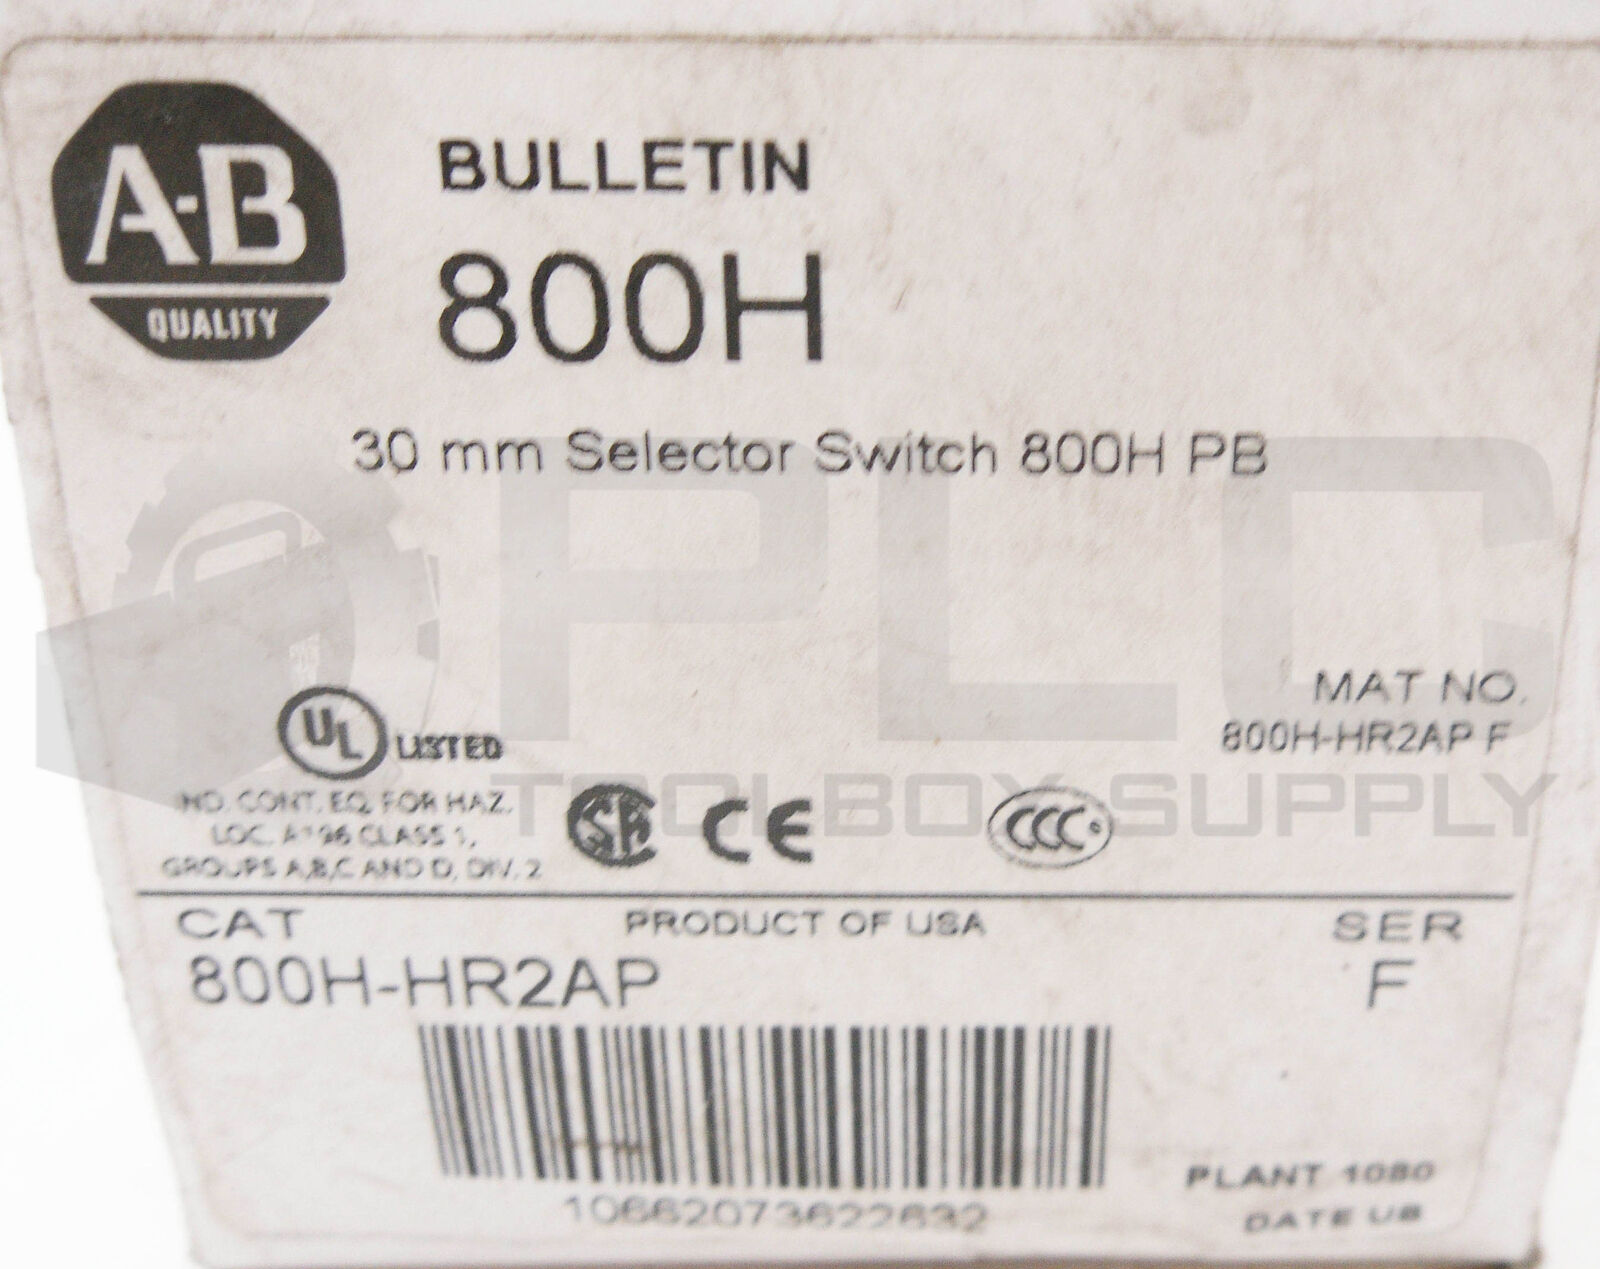 A-B
QUALITY
BULLETIN
800H
30 mm Selector Switch 800H PB
PLC
TOOLBOX SUPPLY
MAT NO.
800H-HR2AP F
UL LISTED
NO. CONT. EQ. FOR HAZ.
LOC. A196 CLASS 1,
GROUPS A,B,C AND D, DIV. 2
SA CE CCC
CAT PRODUCT OF USA SER
800H-HR2AP F
10662073622632
PLANT 1080
DATE UB